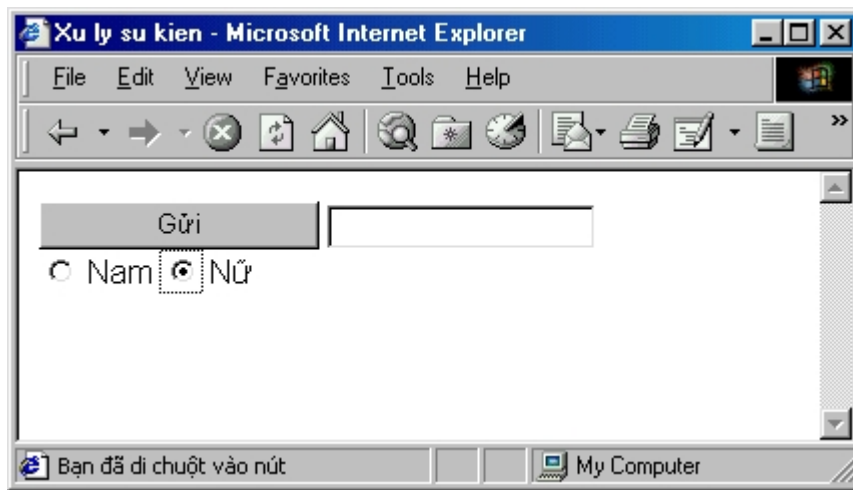 Xu ly su kien - Microsoft Internet Explorer
File Edit View Favorites Tools Help
»
Gửi
Nam Nữ
Bạn đã di chuột vào nút My Computer